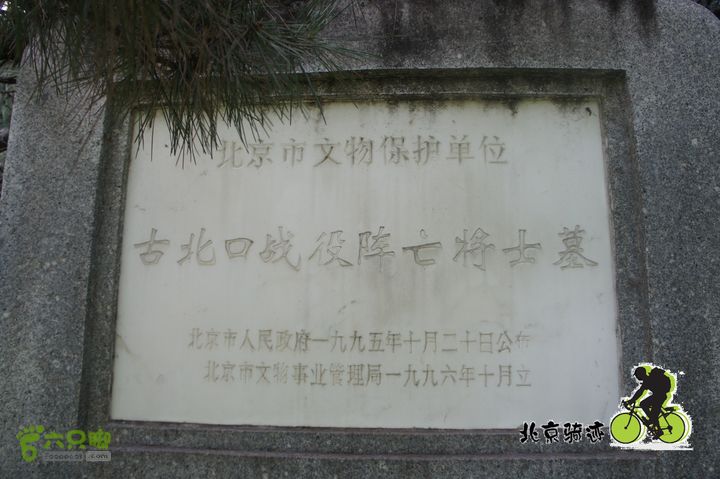 北京市文物保护单位
古北口战役阵亡将士墓
北京市人民政府一九九五年十月二十日公布
北京市文物事业管理局一九九六年十月立
六只脚
Foooooot.com
北京骑迹